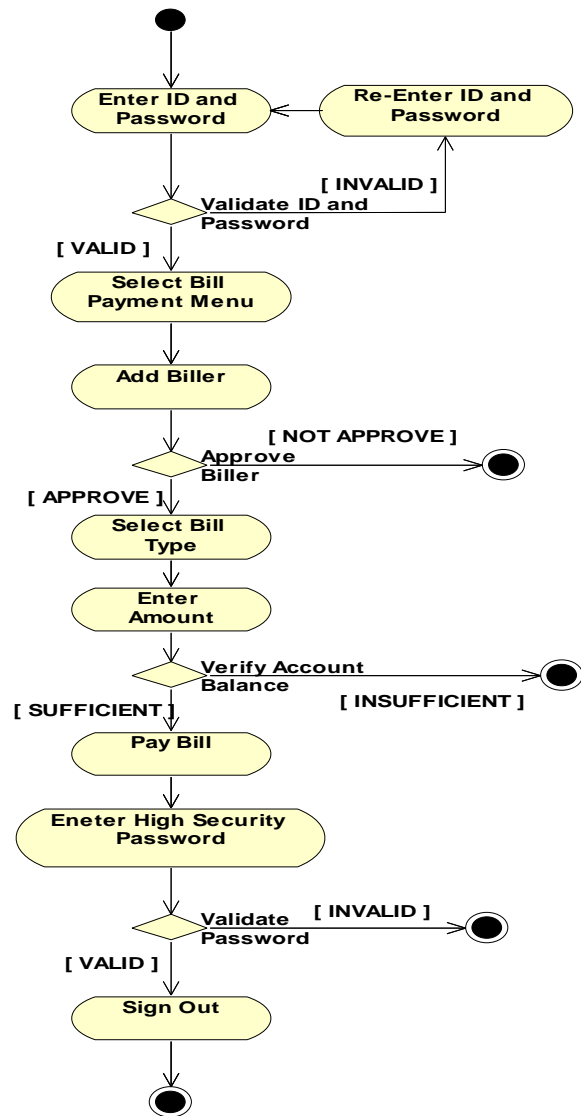 Enter ID and
Password
Re-Enter ID and
Password
[ INVALID ]
Validate ID and
Password
[ VALID ]
Select Bill
Payment Menu
Add Biller
[ NOT APPROVE ]
Approve
Biller
[ APPROVE ]
Select Bill
Type
Enter
Amount
Verify Account
Balance
[ INSUFFICIENT ]
[ SUFFICIENT ]
Pay Bill
Eneter High Security
Password
[ INVALID ]
Validate
Password
[ VALID ]
Sign Out